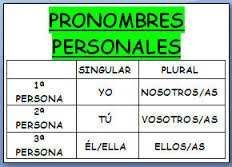 PRONOMBRES
PERSONALES
SINGULAR PLURAL
1ª PERSONA YO NOSOTROS/AS
2ª PERSONA TÚ VOSOTROS/AS
3ª PERSONA ÉL/ELLA ELLOS/AS